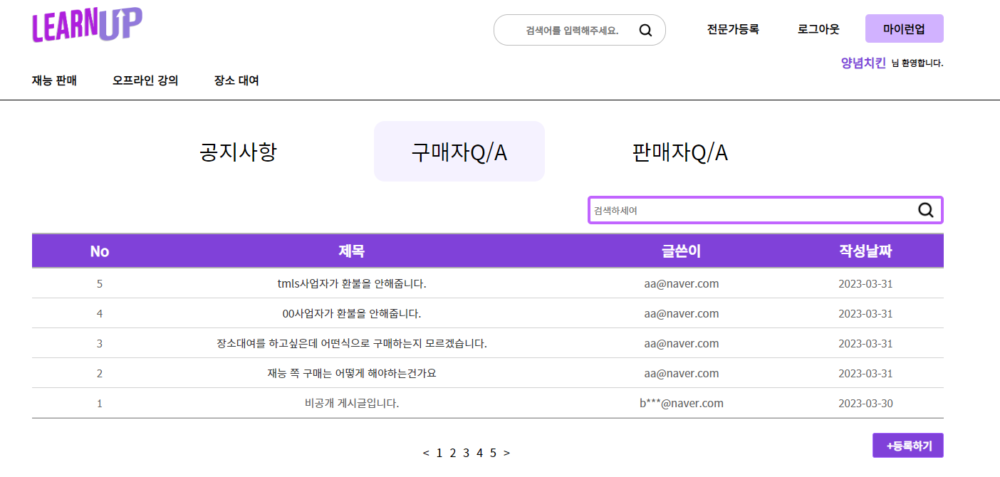 LEARNUP
검색어를 입력해주세요.
전문가등록
로그아웃
마이런업
양념치킨 님 환영합니다.
재능 판매
오프라인 강의
장소 대여
공지사항
구매자Q/A
판매자Q/A
검색하세여
No 제목 글쓴이 작성날짜
5 tmls사업자가 환불을 안해줍니다. aa@naver.com 2023-03-31
4 00사업자가 환불을 안해줍니다. aa@naver.com 2023-03-31
3 장소대여를 하고싶은데 어떤식으로 구매하는지 모르겠습니다. aa@naver.com 2023-03-31
2 재능 쪽 구매는 어떻게 해야하는건가요 aa@naver.com 2023-03-31
1 비공개 게시글입니다. b***@naver.com 2023-03-30
< 1 2 3 4 5 >
+등록하기